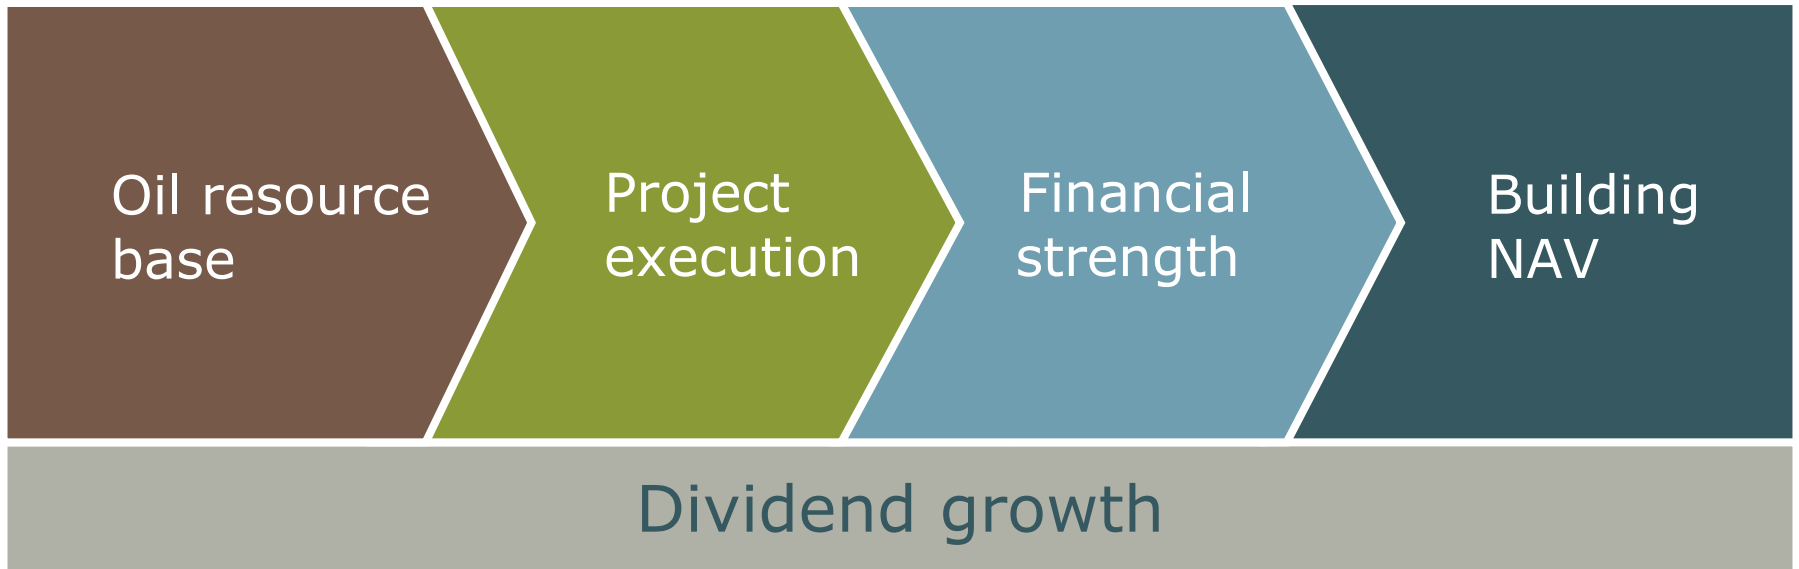 Oil resource
base
Project
execution
Financial
strength
Building
NAV
Dividend growth